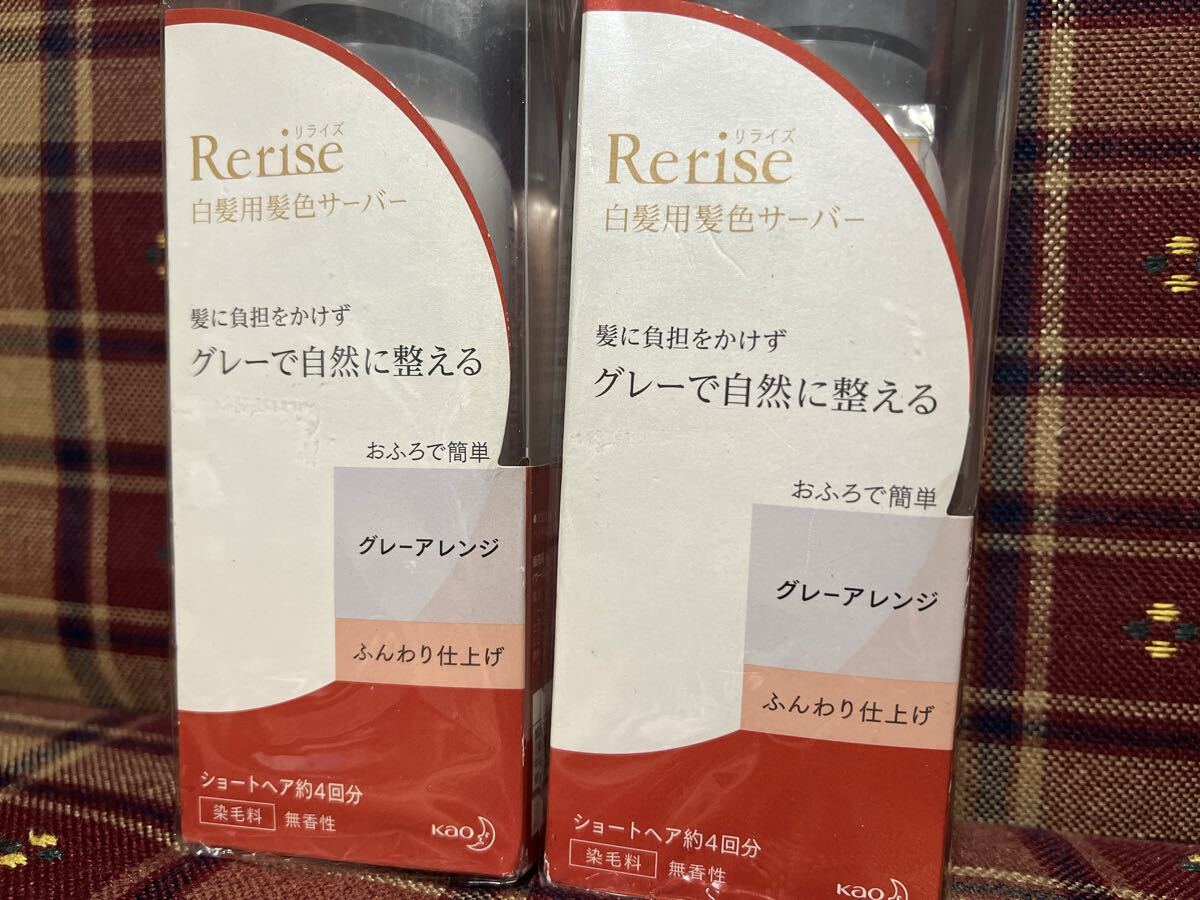 リライズ
Rerise
白髪用髪色サーバー
髪に負担をかけず
グレーで自然に整える
おふろで簡単
グレーアレンジ
ふんわり仕上げ
ショートヘア約4回分
染毛料 無香性
Kao
リライズ
Rerise
白髪用髪色サーバー
髪に負担をかけず
グレーで自然に整える
おふろで簡単
グレーアレンジ
ふんわり仕上げ
ショートヘア約4回分
染毛料 無香性
Kao